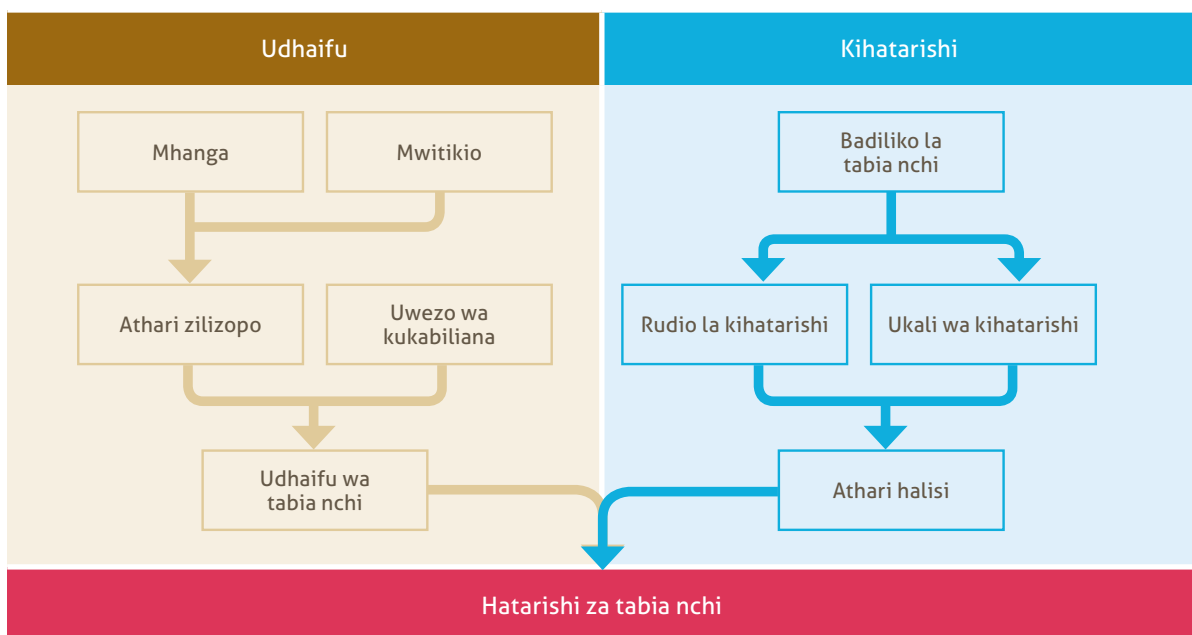 Udhaifu
Kihatarishi
Mhanga
Mwitikio
Badiliko la
tabia nchi
Athari zilizopo
Uwezo wa
kukabiliana
Rudio la kihatarishi
Ukali wa kihatarishi
Udhaifu wa
tabia nchi
Athari halisi
Hatarishi za tabia nchi